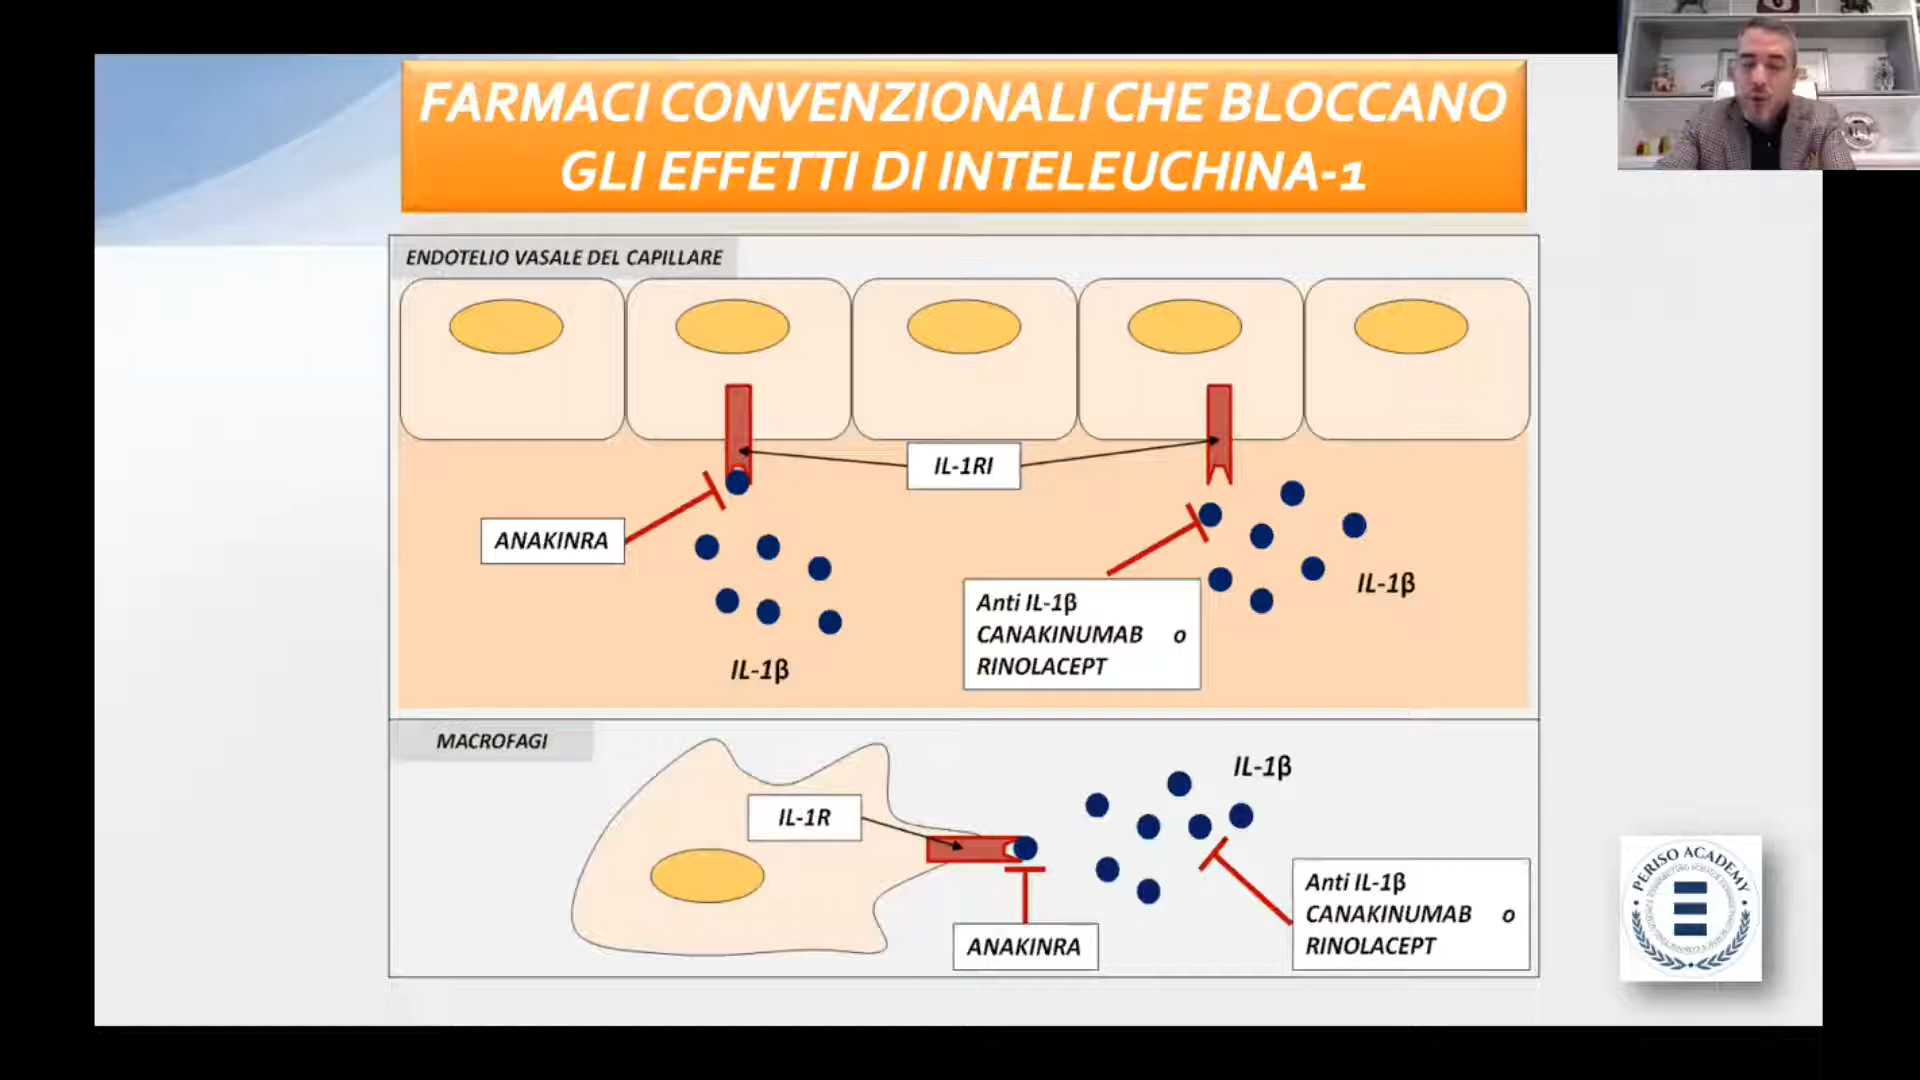 FARMACI CONVENZIONALI CHE BLOCCANO
GLI EFFETTI DI INTELEUCHINA-1
ENDOTELIO VASALE DEL CAPILLARE
IL-1RI
ANAKINRA
IL-1β
Anti IL-1β
CANAKINUMAB o
RINOLACEPT
IL-1β
MACROFAGI
IL-1R
IL-1β
ANAKINRA
Anti IL-1β
CANAKINUMAB o
RINOLACEPT
PERISO ACADEMY